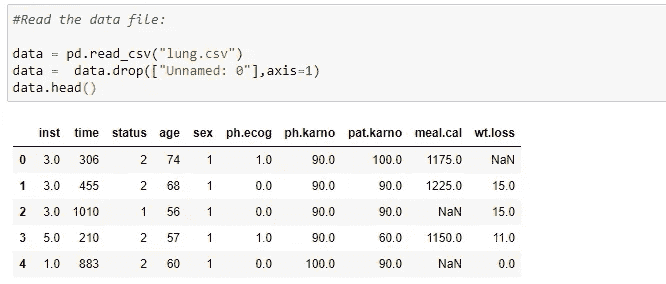 #Read the data file:
data = pd.read_csv("lung.csv")
data =  data.drop(["Unnamed: 0"],axis=1)
data.head()
inst time status age sex ph.ecog ph.karno pat.karno meal.cal wt.loss
0 3.0 306 2 74 1 1.0 90.0 100.0 1175.0 NaN
1 3.0 455 2 68 1 0.0 90.0 90.0 1225.0 15.0
2 3.0 1010 1 56 1 0.0 90.0 90.0 NaN 15.0
3 5.0 210 2 57 1 1.0 90.0 60.0 1150.0 11.0
4 1.0 883 2 60 1 0.0 100.0 90.0 NaN 0.0